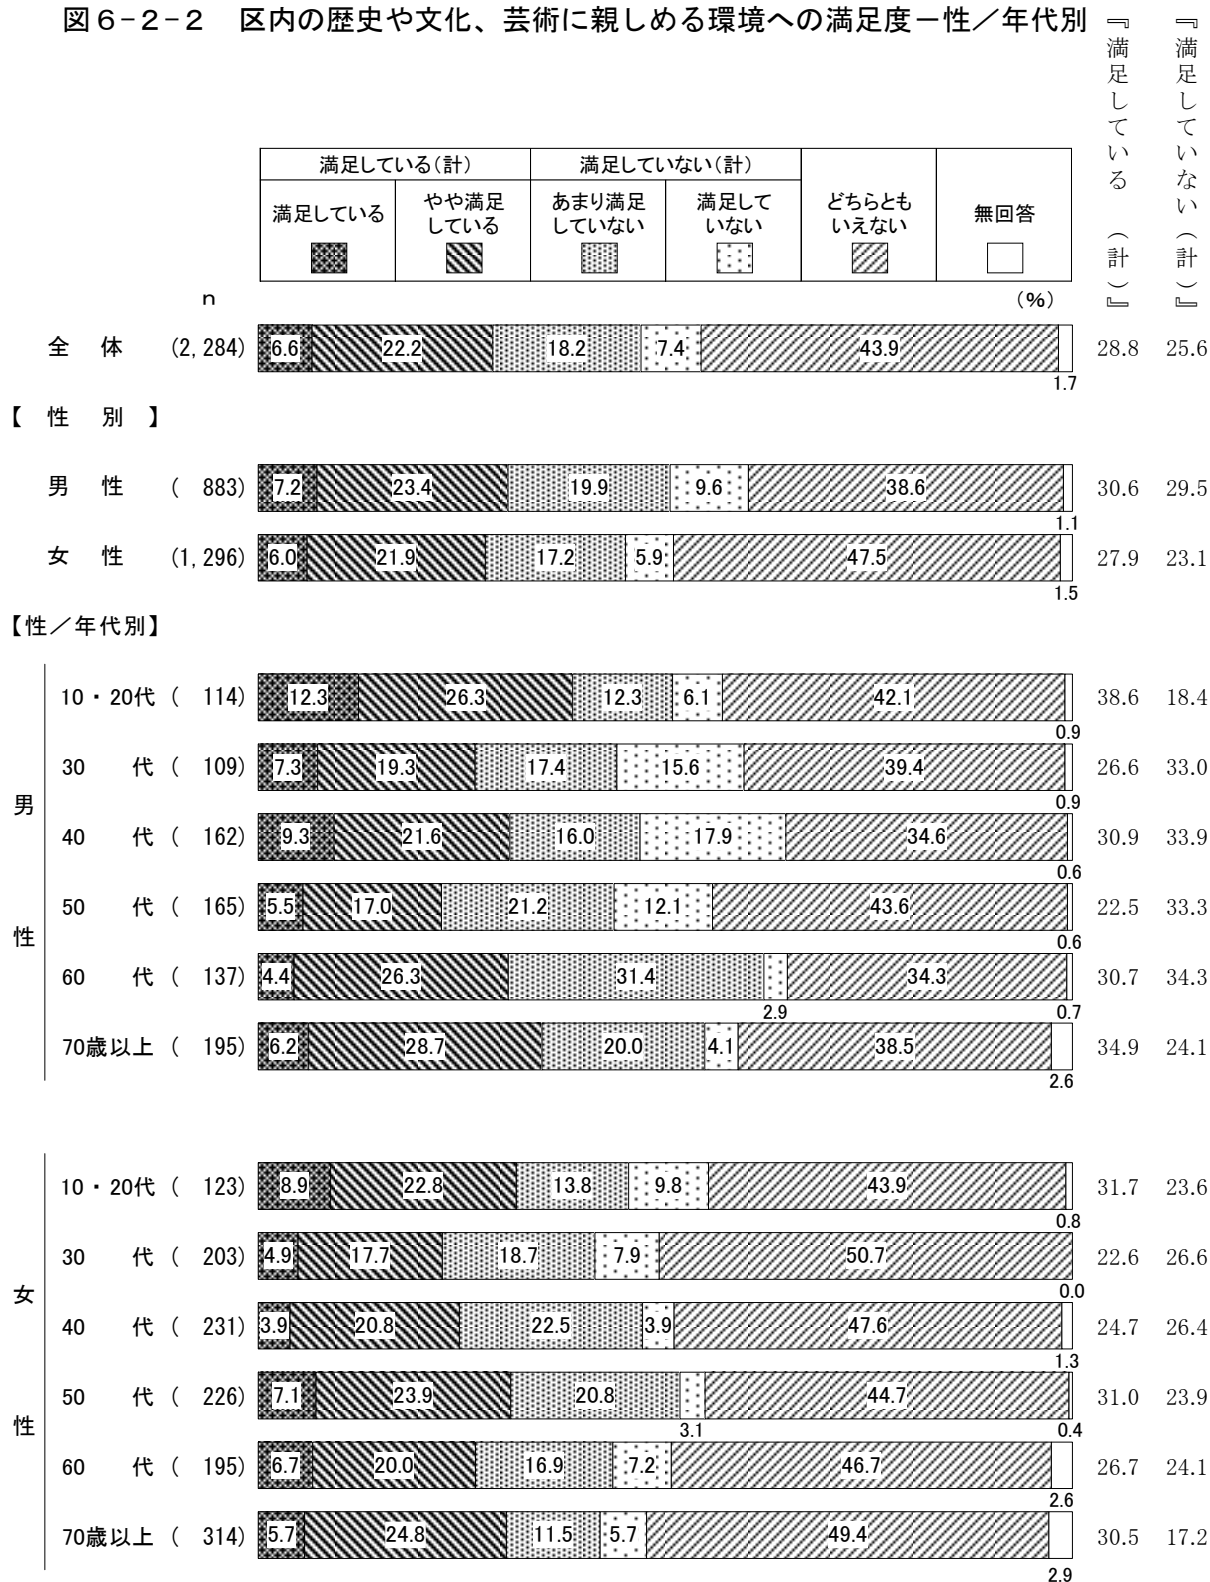 図6-2-2 区内の歴史や文化、芸術に親しめる環境への満足度－性／年代別
『満足している（計）』
『満足していない（計）』
満足している(計) 満足していない(計)
満足している
やや満足
している
あまり満足
していない
満足して
いない
どちらとも
いえない
無回答
n (%)
全 体 (2,284) 6.6 22.2 18.2 7.4 43.9 1.7 28.8 25.6
【 性 別 】
男 性 ( 883) 7.2 23.4 19.9 9.6 38.6 1.1 30.6 29.5
女 性 (1,296) 6.0 21.9 17.2 5.9 47.5 1.5 27.9 23.1
【性／年代別】
男性
10・20代 ( 114) 12.3 26.3 12.3 6.1 42.1 0.9 38.6 18.4
30 代 ( 109) 7.3 19.3 17.4 15.6 39.4 0.9 26.6 33.0
40 代 ( 162) 9.3 21.6 16.0 17.9 34.6 0.6 30.9 33.9
50 代 ( 165) 5.5 17.0 21.2 12.1 43.6 0.6 22.5 33.3
60 代 ( 137) 4.4 26.3 31.4 2.9 34.3 0.7 30.7 34.3
70歳以上 ( 195) 6.2 28.7 20.0 4.1 38.5 2.6 34.9 24.1
女性
10・20代 ( 123) 8.9 22.8 13.8 9.8 43.9 0.8 31.7 23.6
30 代 ( 203) 4.9 17.7 18.7 7.9 50.7 0.0 22.6 26.6
40 代 ( 231) 3.9 20.8 22.5 3.9 47.6 1.3 24.7 26.4
50 代 ( 226) 7.1 23.9 20.8 3.1 44.7 0.4 31.0 23.9
60 代 ( 195) 6.7 20.0 16.9 7.2 46.7 2.6 26.7 24.1
70歳以上 ( 314) 5.7 24.8 11.5 5.7 49.4 2.9 30.5 17.2